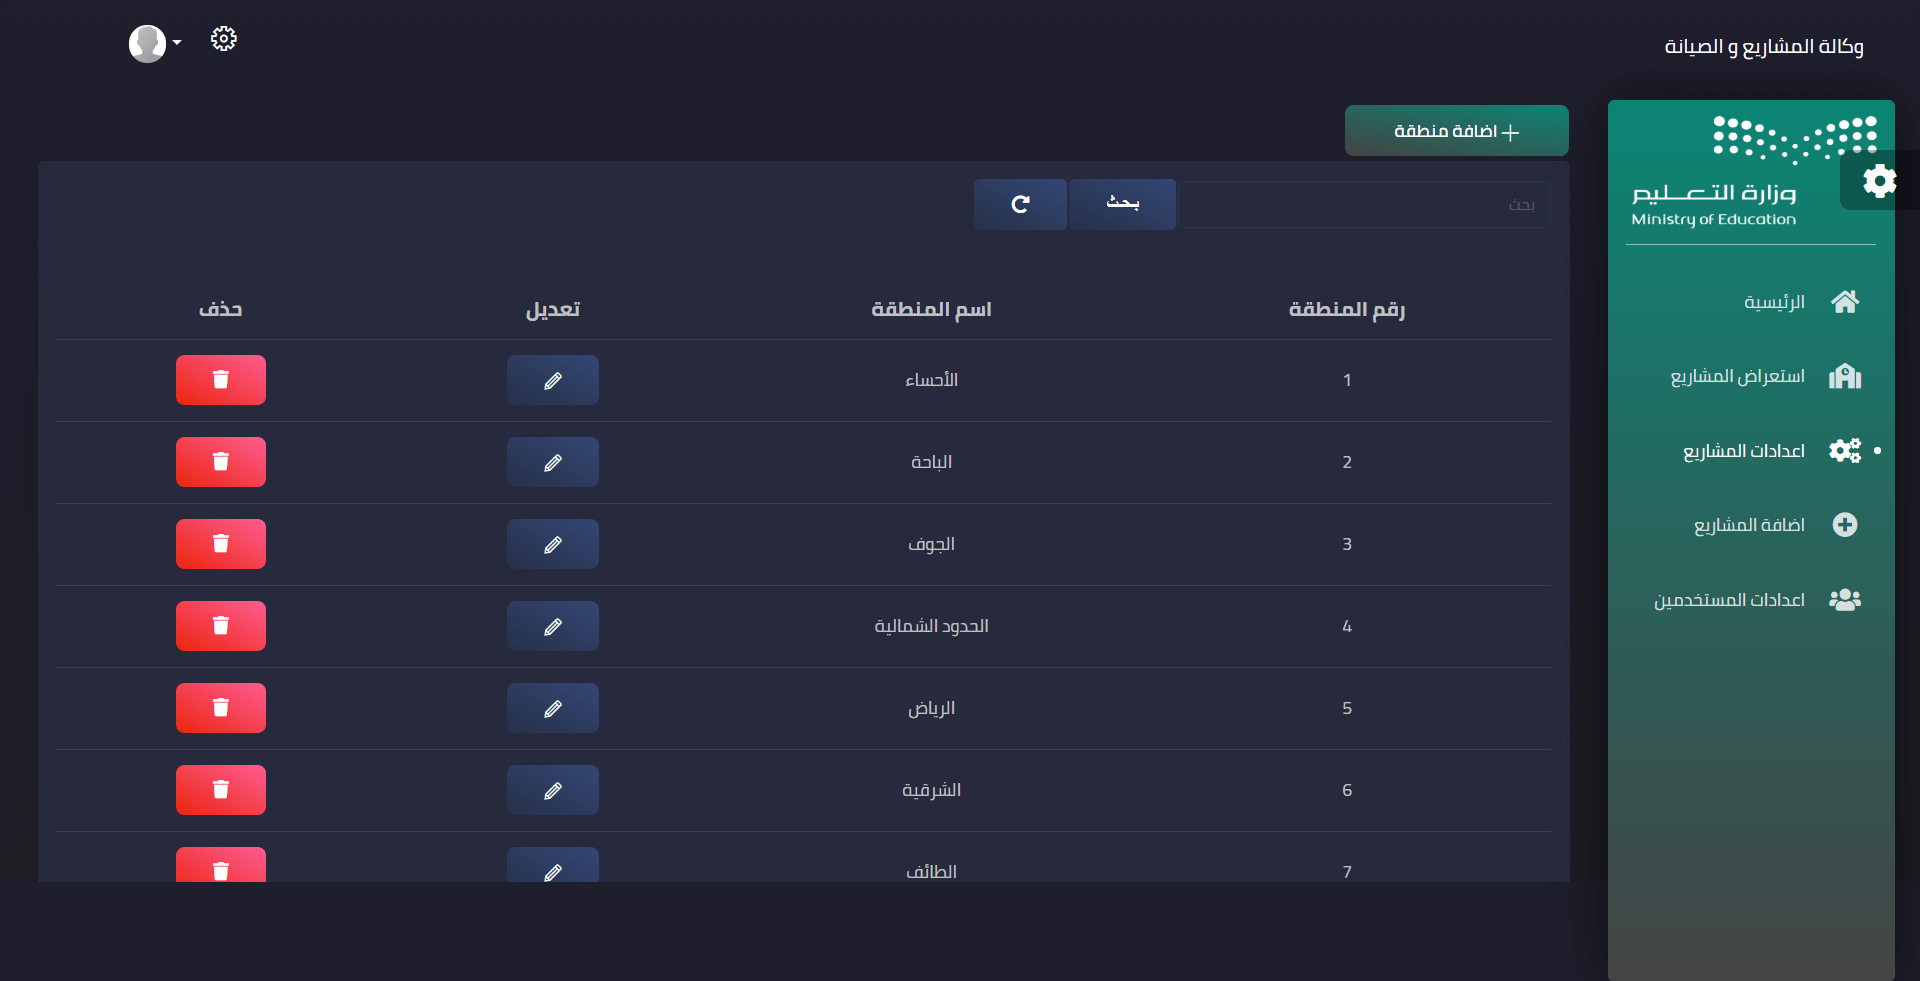 وكالة المشاريع و الصيانة
وزارة التعـــليم
Ministry of Education
الرئيسية
استعراض المشاريع
اعدادات المشاريع
اضافة المشاريع
اعدادات المستخدمين
اضافة منطقة
بحث
بحث
رقم المنطقة اسم المنطقة تعديل حذف
1 الأحساء
2 الباحة
3 الجوف
4 الحدود الشمالية
5 الرياض
6 الشرقية
7 الطائف